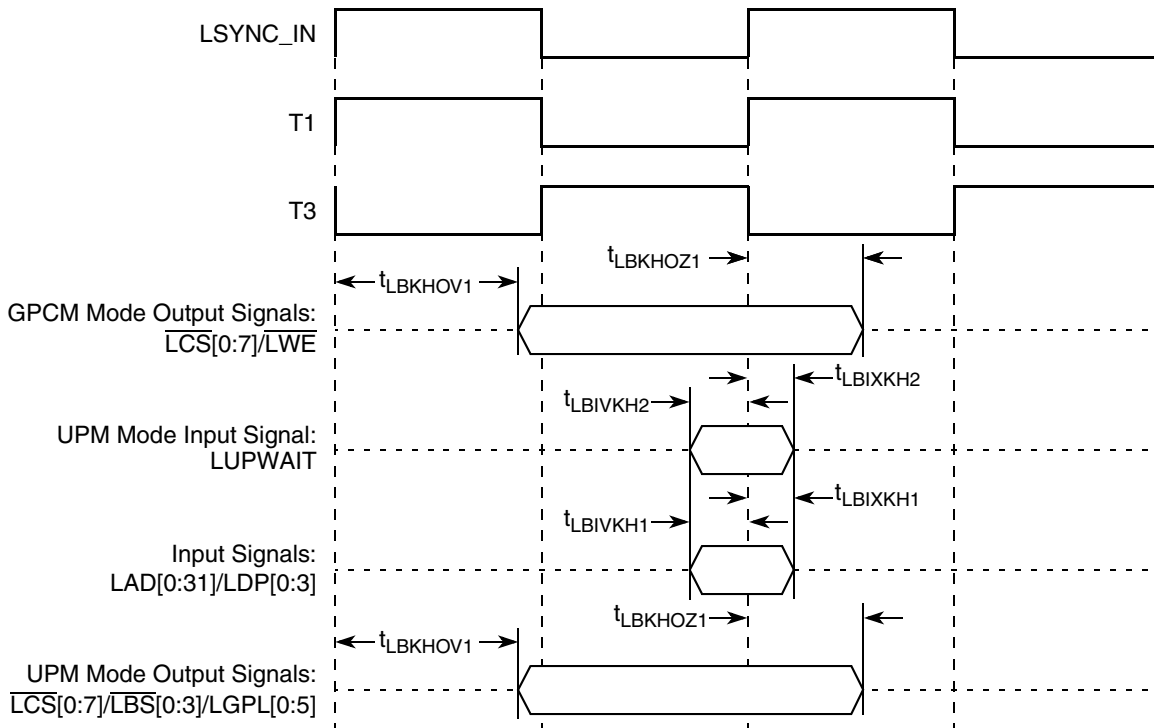 LSYNC_IN
T1
T3
tLBKHOZ1
tLBKHOV1
GPCM Mode Output Signals:
LCS[0:7]/LWE
tLBIXKH2
tLBIVKH2
UPM Mode Input Signal:
LUPWAIT
tLBIXKH1
tLBIVKH1
Input Signals:
LAD[0:31]/LDP[0:3]
tLBKHOZ1
tLBKHOV1
UPM Mode Output Signals:
LCS[0:7]/LBS[0:3]/LGPL[0:5]